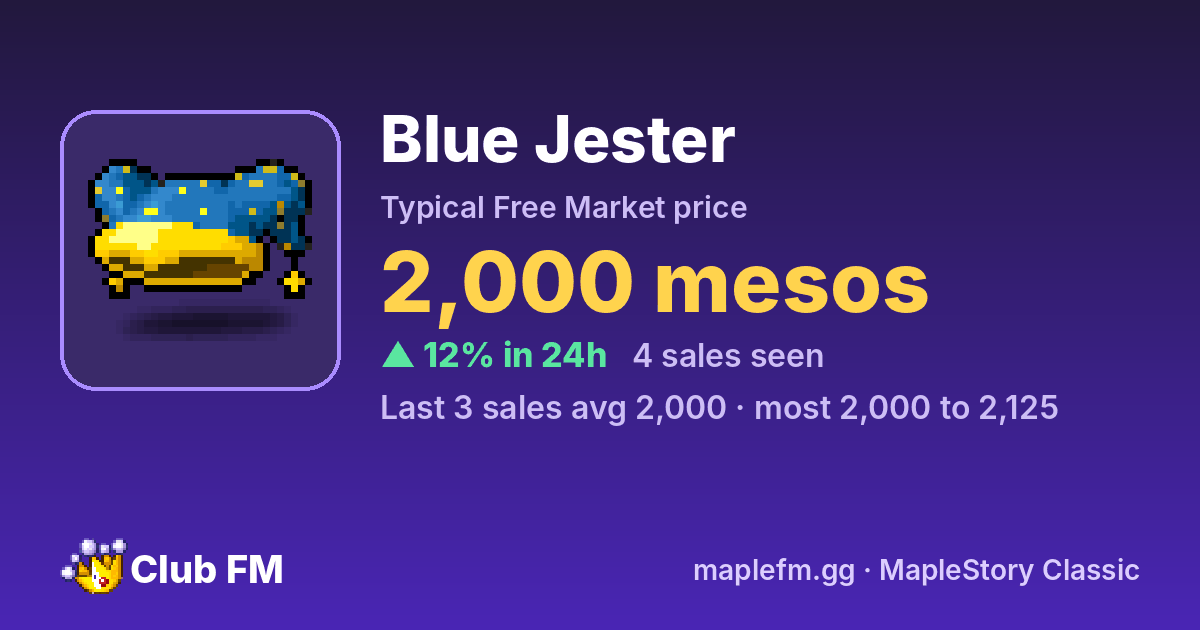 Blue Jester
Typical Free Market price
2,000 mesos
▲ 12% in 24h 4 sales seen
Last 3 sales avg 2,000 · most 2,000 to 2,125
Club FM
maplefm.gg · MapleStory Classic